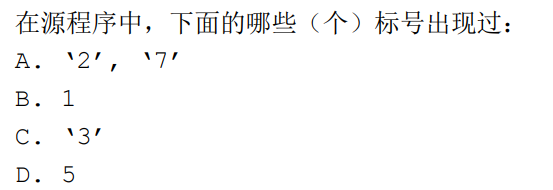 在源程序中，下面的哪些（个）标号出现过：
A. ‘2’, ‘7’
B. 1
C. ‘3’
D. 5